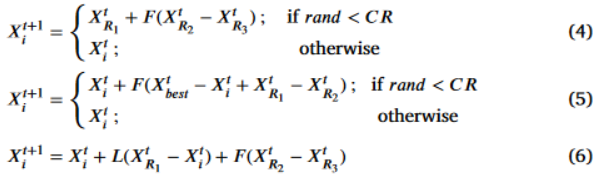 X_i^{t+1} = { X_{R_1}^t + F(X_{R_2}^t − X_{R_3}^t) ; if rand < CR
X_i^t ; otherwise (4)
X_i^{t+1} = { X_i^t + F(X_{best}^t − X_i^t + X_{R_1}^t − X_{R_2}^t) ; if rand < CR
X_i^t ; otherwise (5)
X_i^{t+1} = X_i^t + L(X_{R_1}^t − X_i^t) + F(X_{R_2}^t − X_{R_3}^t) (6)